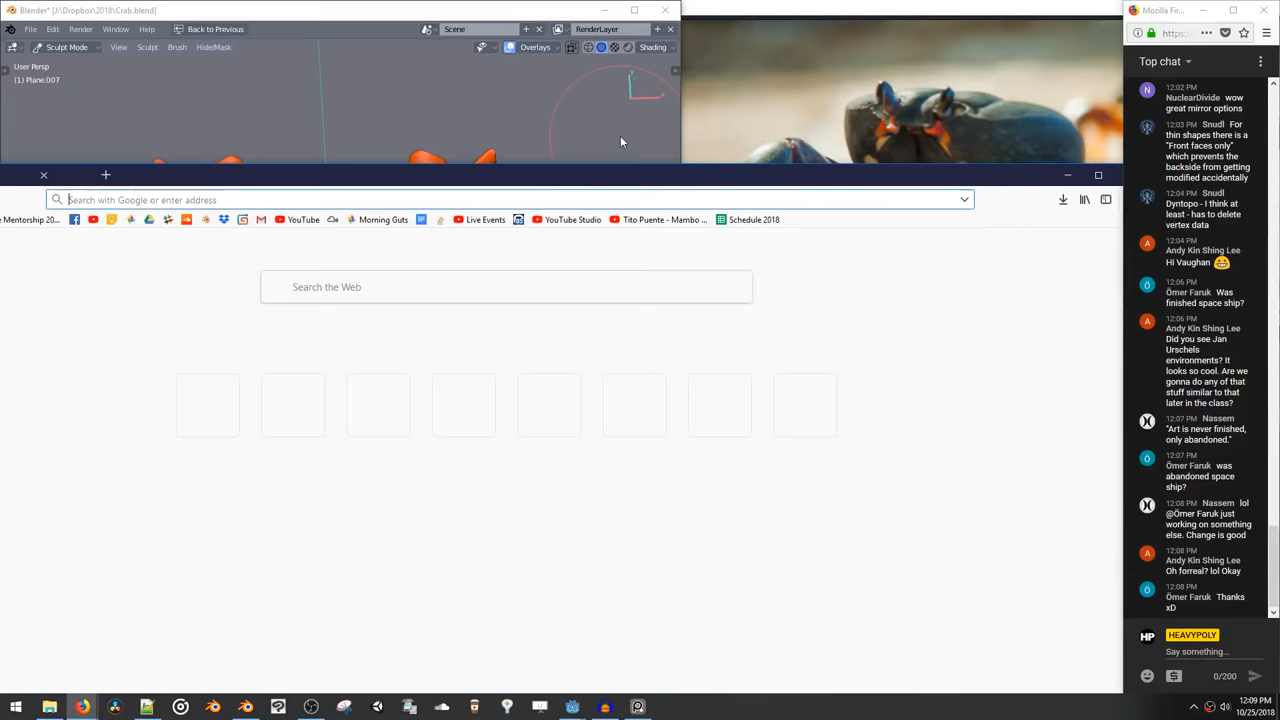 Blender* [J:\Dropbox\2018\Crab.blend]
File Edit Render Window Help Back to Previous Scene RenderLayer
Sculpt Mode View Sculpt Brush Hide/Mask Overlays Shading
User Persp
(1) Plane.007
y
Search with Google or enter address
e Mentorship 20... YouTube Morning Guts Live Events YouTube Studio Tito Puente - Mambo ... Schedule 2018
Search the Web
Mozilla Fir...
https:/
Top chat
N
12:02 PM
NuclearDivide wow
great mirror options
12:03 PM Snudl For
thin shapes there is a
"Front faces only"
which prevents the
backside from getting
modified accidentally
12:04 PM Snudl
Dyntopo - I think at
least - has to delete
vertex data
12:04 PM
A
Andy Kin Shing Lee
Hi Vaughan
12:06 PM
Ö
Ömer Faruk Was
finished space ship?
12:06 PM
A
Andy Kin Shing Lee
Did you see Jan
Urschels
environments? It
looks so cool. Are we
gonna do any of that
stuff similar to that
later in the class?
12:07 PM Nassem
"Art is never finished,
only abandoned."
12:07 PM
Ö
Ömer Faruk was
abandoned space
ship?
12:08 PM Nassem lol
@Ömer Faruk just
working on something
else. Change is good
12:08 PM
A
Andy Kin Shing Lee
Oh forreal? lol Okay
12:08 PM
Ö
Ömer Faruk Thanks
xD
HP HEAVYPOLY
Say something...
0/200
12:09 PM
10/25/2018